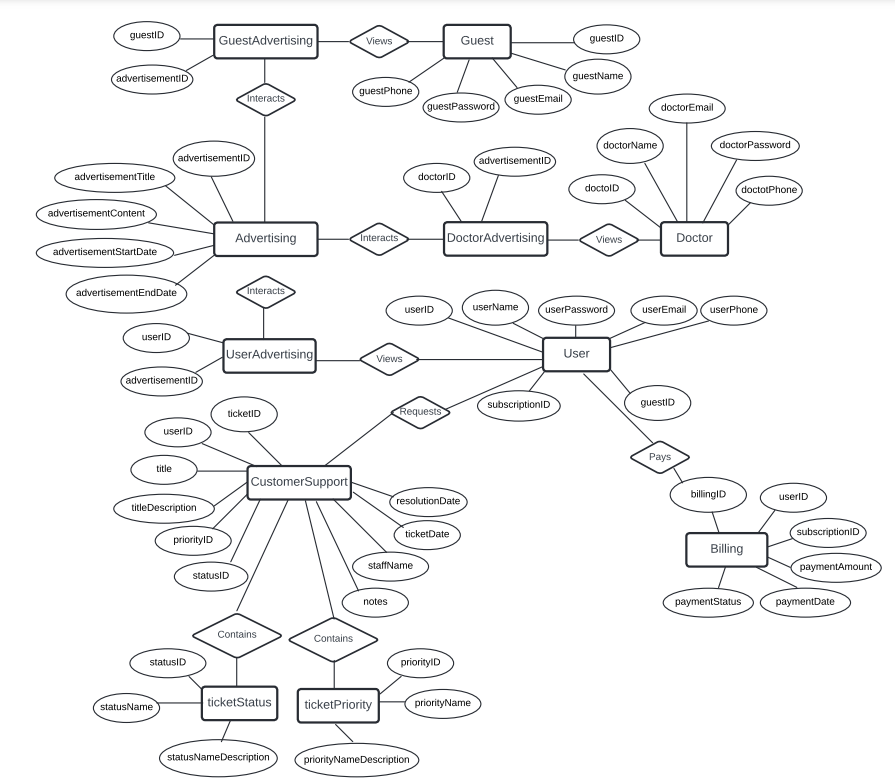 guestID
GuestAdvertising
Views
Guest
guestID
advertisementID
guestName
guestPhone
guestPassword
guestEmail
Interacts
doctorEmail
advertisementID
doctorName
doctorPassword
advertisementTitle
doctorID
advertisementID
doctoID
doctotPhone
advertisementContent
Advertising
Interacts
DoctorAdvertising
Views
Doctor
advertisementStartDate
advertisementEndDate
Interacts
userID
userName
userPassword
userEmail
userPhone
userID
UserAdvertising
Views
User
advertisementID
subscriptionID
guestID
Requests
ticketID
userID
Pays
title
CustomerSupport
billingID
userID
resolutionDate
titleDescription
ticketDate
subscriptionID
priorityID
Billing
staffName
paymentAmount
statusID
notes
paymentStatus
paymentDate
Contains
Contains
statusID
priorityID
statusName
ticketStatus
ticketPriority
priorityName
statusNameDescription
priorityNameDescription